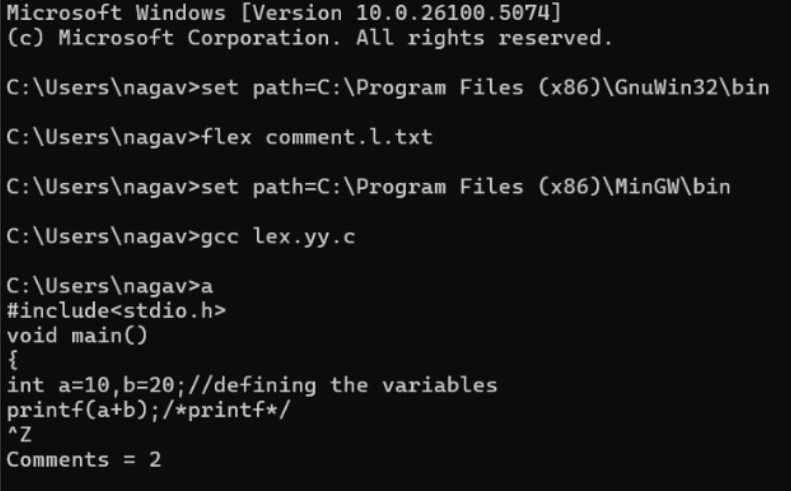 Microsoft Windows [Version 10.0.26100.5074]
(c) Microsoft Corporation. All rights reserved.
C:\Users\nagav>set path=C:\Program Files (x86)\GnuWin32\bin
C:\Users\nagav>flex comment.l.txt
C:\Users\nagav>set path=C:\Program Files (x86)\MinGW\bin
C:\Users\nagav>gcc lex.yy.c
C:\Users\nagav>a
#include<stdio.h>
void main()
{
int a=10,b=20;//defining the variables
printf(a+b);/*printf*/
^Z
Comments = 2